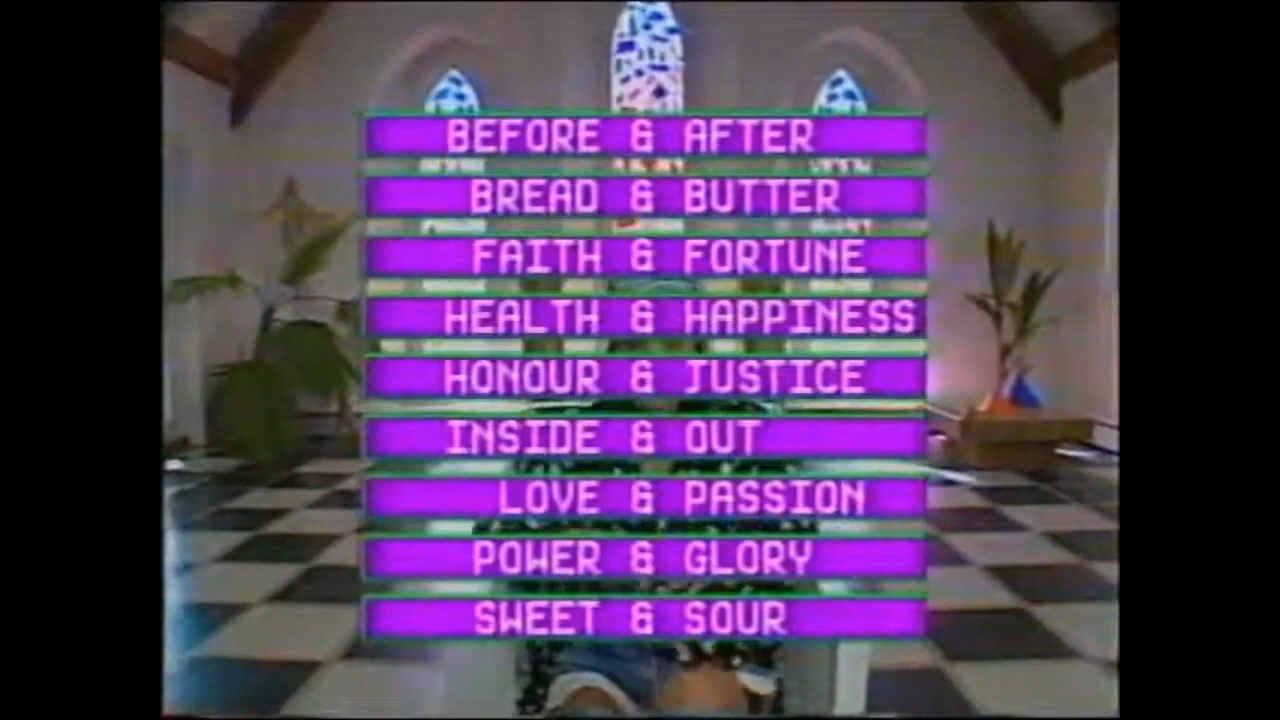 BEFORE & AFTER
BREAD & BUTTER
FAITH & FORTUNE
HEALTH & HAPPINESS
HONOUR & JUSTICE
INSIDE & OUT
LOVE & PASSION
POWER & GLORY
SWEET & SOUR